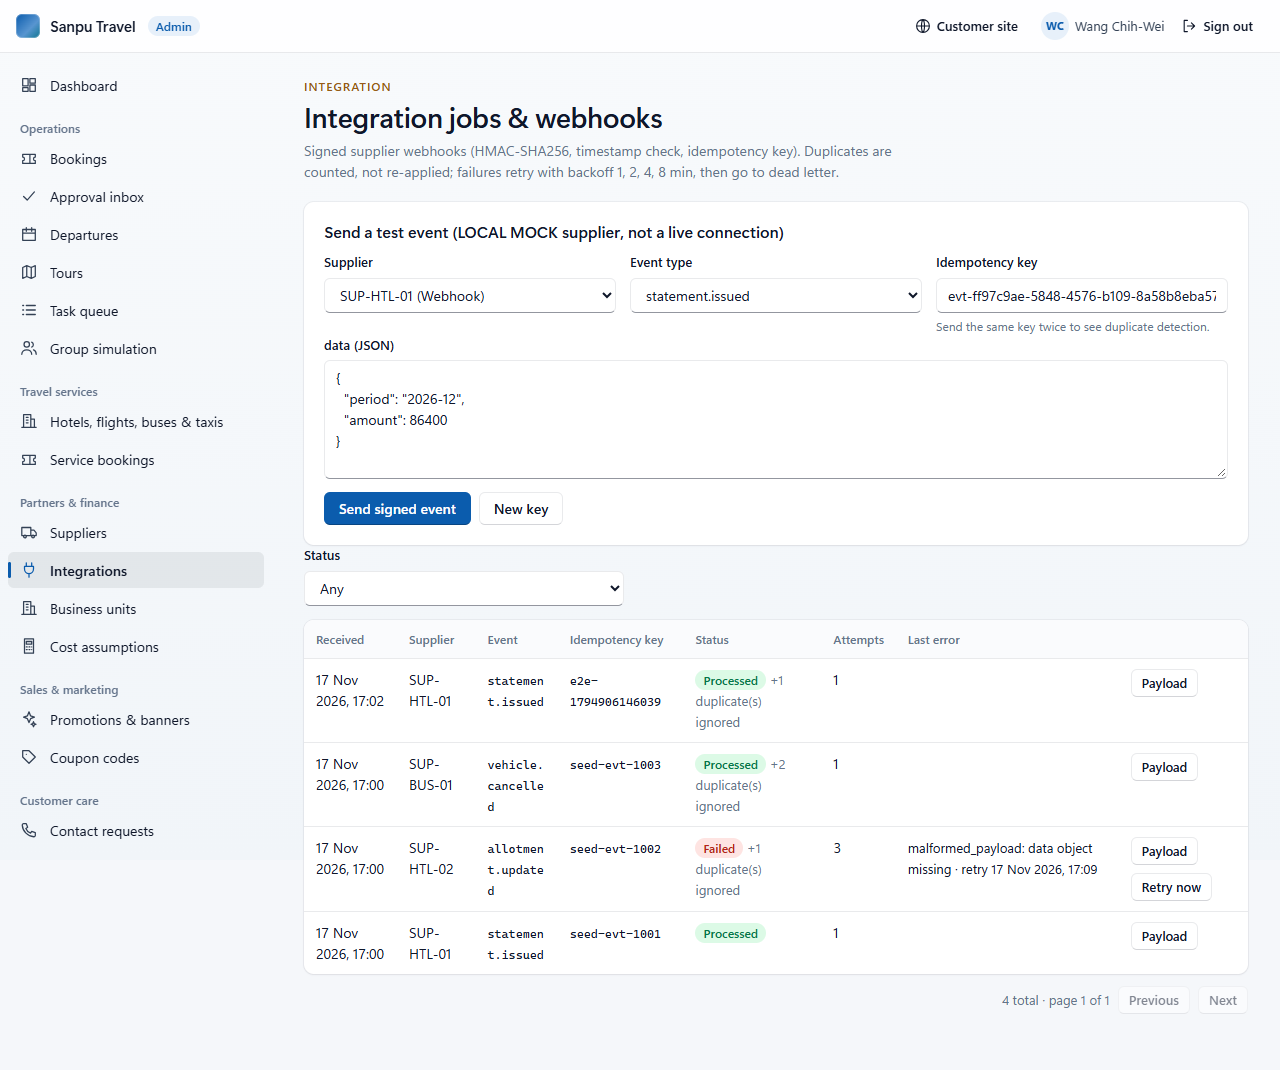 Sanpu Travel
Admin
Customer site
WC
Wang Chih-Wei
Sign out
Dashboard
Operations
Bookings
Approval inbox
Departures
Tours
Task queue
Group simulation
Travel services
Hotels, flights, buses & taxis
Service bookings
Partners & finance
Suppliers
Integrations
Business units
Cost assumptions
Sales & marketing
Promotions & banners
Coupon codes
Customer care
Contact requests
INTEGRATION
Integration jobs & webhooks
Signed supplier webhooks (HMAC-SHA256, timestamp check, idempotency key). Duplicates are
counted, not re-applied; failures retry with backoff 1, 2, 4, 8 min, then go to dead letter.
Send a test event (LOCAL MOCK supplier, not a live connection)
Supplier
Event type
Idempotency key
SUP-HTL-01 (Webhook)
statement.issued
evt-ff97c9ae-5848-4576-b109-8a58b8eba57
Send the same key twice to see duplicate detection.
data (JSON)
{
"period": "2026-12",
"amount": 86400
}
Send signed event
New key
Status
Any
Received
Supplier
Event
Idempotency key
Status
Attempts
Last error
17 Nov
2026, 17:02
SUP-
HTL-01
statemen
t.issued
e2e-
1794906146039
Processed +1
duplicate(s)
ignored
1
Payload
17 Nov
2026, 17:00
SUP-
BUS-01
vehicle.
cancelle
d
seed-evt-1003
Processed +2
duplicate(s)
ignored
1
Payload
17 Nov
2026, 17:00
SUP-
HTL-02
allotmen
t.update
d
seed-evt-1002
Failed +1
duplicate(s)
ignored
3
malformed_payload: data object
missing · retry 17 Nov 2026, 17:09
Payload
Retry now
17 Nov
2026, 17:00
SUP-
HTL-01
statemen
t.issued
seed-evt-1001
Processed
1
Payload
4 total · page 1 of 1
Previous
Next